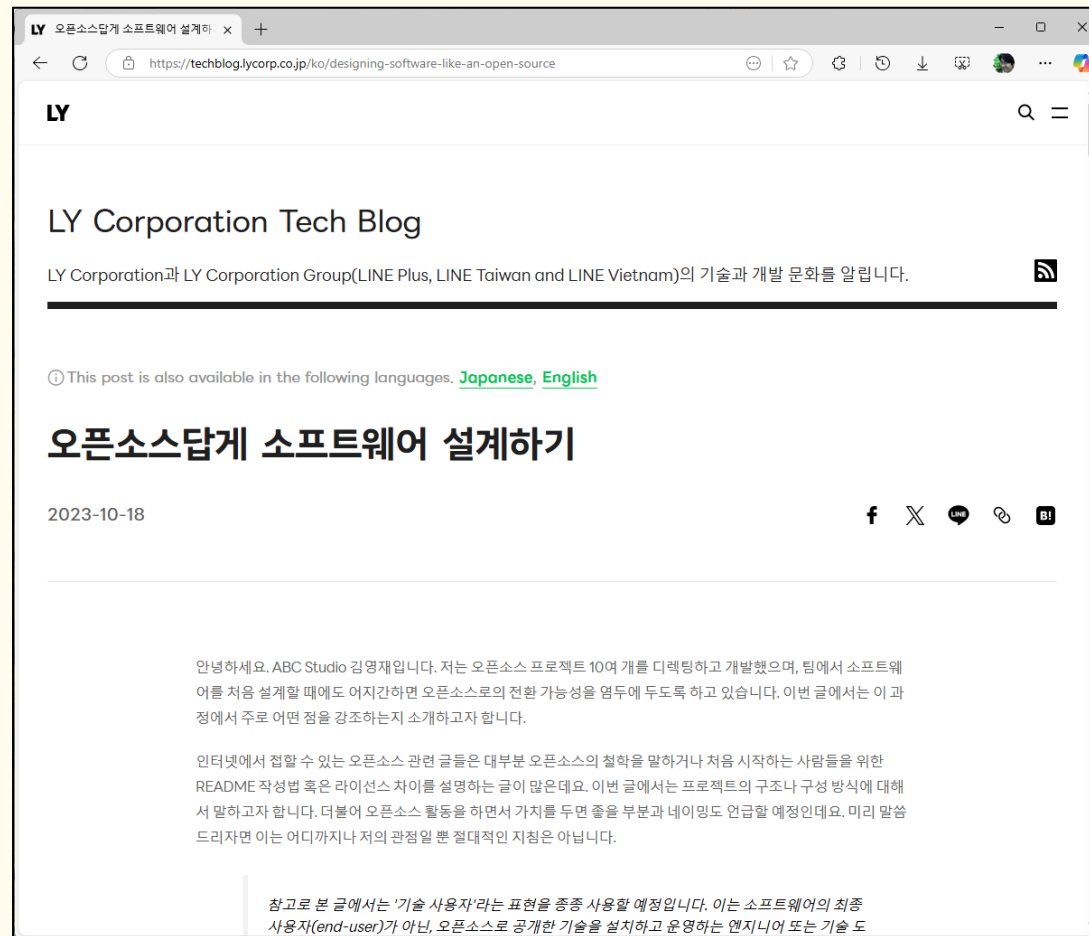 LY 오픈소스답게 소프트웨어 설계하
https://techblog.lycorp.co.jp/ko/designing-software-like-an-open-source
LY
LY Corporation Tech Blog
LY Corporation과 LY Corporation Group(LINE Plus, LINE Taiwan and LINE Vietnam)의 기술과 개발 문화를 알립니다.
This post is also available in the following languages. Japanese, English
오픈소스답게 소프트웨어 설계하기
2023-10-18
LINE
B!
안녕하세요. ABC Studio 김영재입니다. 저는 오픈소스 프로젝트 10여 개를 디렉팅하고 개발했으며, 팀에서 소프트웨
어를 처음 설계할 때에도 어지간하면 오픈소스로의 전환 가능성을 염두에 두도록 하고 있습니다. 이번 글에서는 이 과
정에서 주로 어떤 점을 강조하는지 소개하고자 합니다.
인터넷에서 접할 수 있는 오픈소스 관련 글들은 대부분 오픈소스의 철학을 말하거나 처음 시작하는 사람들을 위한
README 작성법 혹은 라이선스 차이를 설명하는 글이 많은데요. 이번 글에서는 프로젝트의 구조나 구성 방식에 대해
서 말하고자 합니다. 더불어 오픈소스 활동을 하면서 가치를 두면 좋을 부분과 네이밍도 언급할 예정인데요. 미리 말씀
드리자면 이는 어디까지나 저의 관점일 뿐 절대적인 지침은 아닙니다.
참고로 본 글에서는 '기술 사용자'라는 표현을 종종 사용할 예정입니다. 이는 소프트웨어의 최종
사용자(end-user)가 아닌, 오픈소스로 공개한 기술을 설치하고 운영하는 엔지니어 또는 기술 도